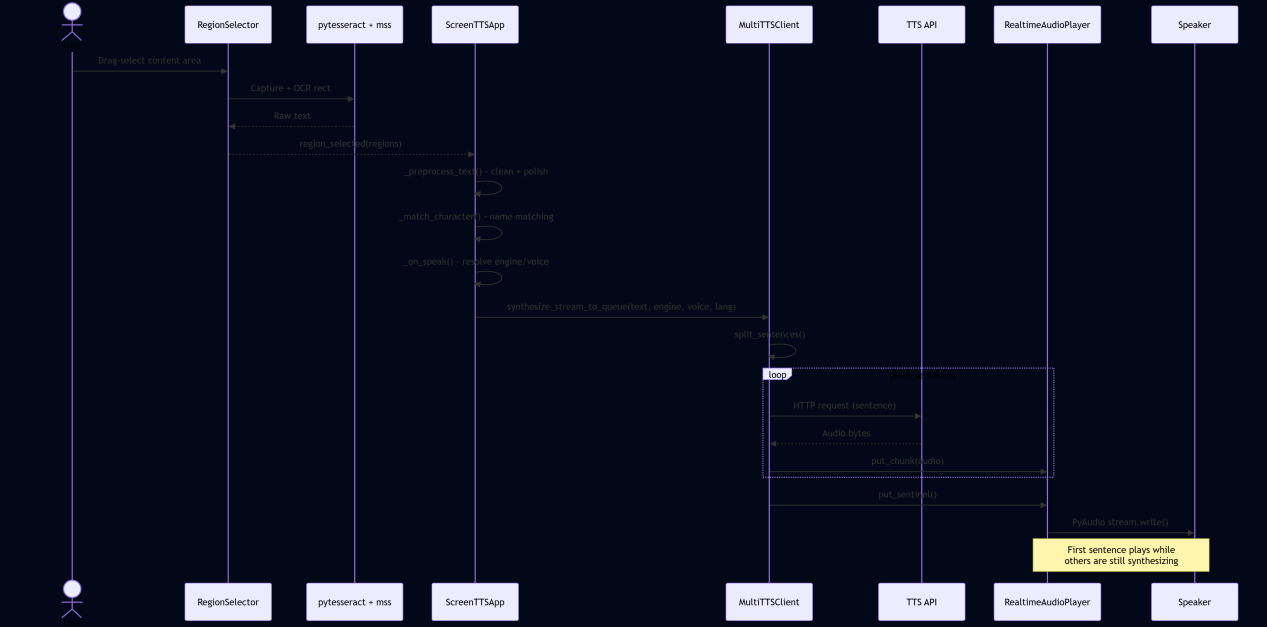 RegionSelector
pytesseract + mss
ScreenTTSApp
MultiTTSClient
TTS API
RealtimeAudioPlayer
Speaker
Drag-select content area
Capture + OCR rect
Raw text
region_selected(regions)
_preprocess_text() - clean + polish
_match_character() - name matching
_on_speak() - resolve engine/voice
synthesize_stream_to_queue(text, engine, voice, lang)
split_sentences()
loop
HTTP request (sentence)
Audio bytes
put_chunk(audio)
put_sentinel()
PyAudio stream.write()
First sentence plays while
others are still synthesizing
RegionSelector
pytesseract + mss
ScreenTTSApp
MultiTTSClient
TTS API
RealtimeAudioPlayer
Speaker